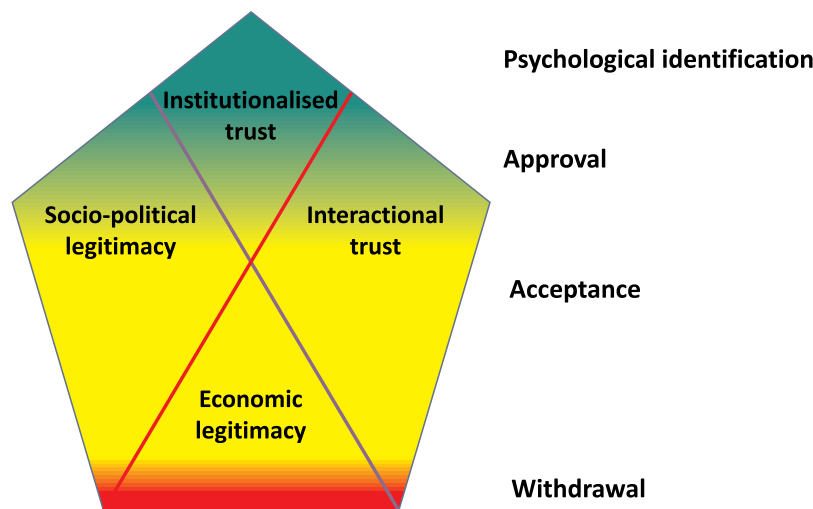 Psychological identification
Institutionalised
trust
Approval
Socio-political
legitimacy
Interactional
trust
Acceptance
Economic
legitimacy
Withdrawal